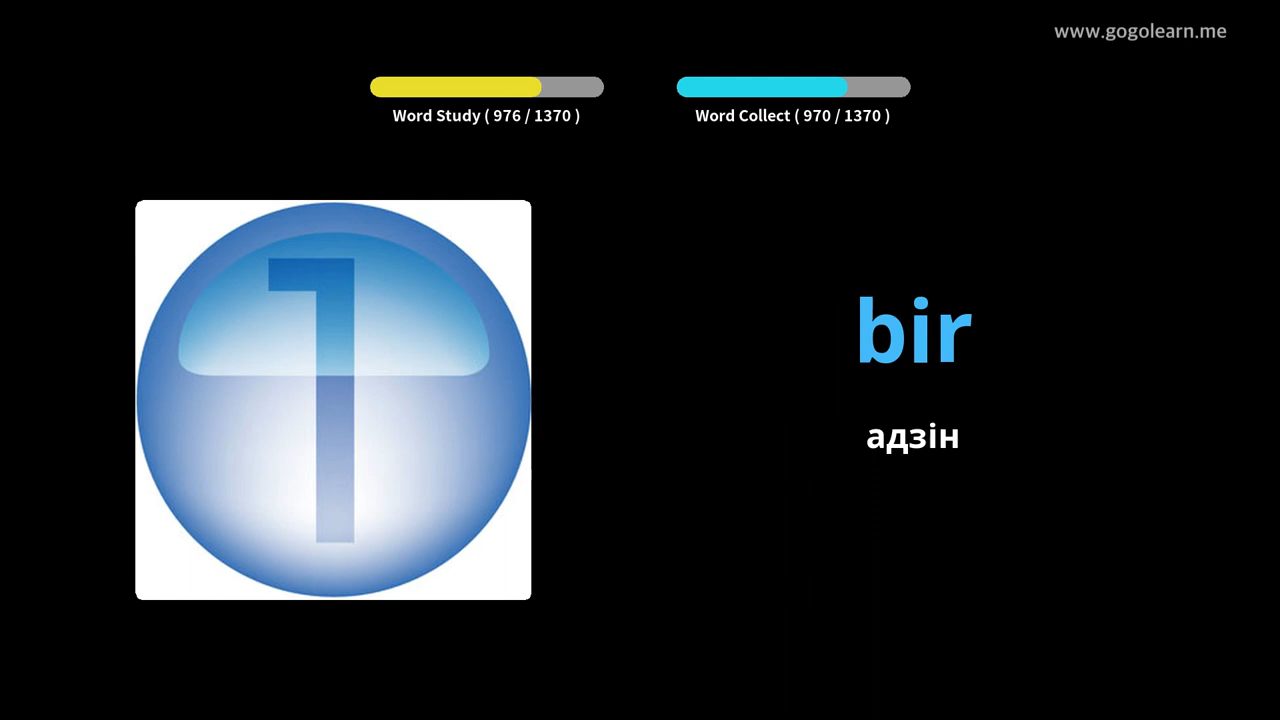 www.gogolearn.me
Word Study ( 976 / 1370 )
Word Collect ( 970 / 1370 )
1
bir
адзін